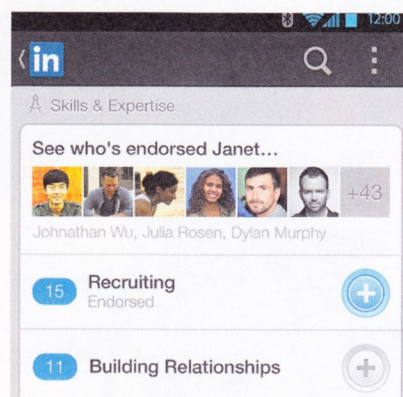 12:00
in
Skills & Expertise
See who's endorsed Janet...
+43
Johnathan Wu, Julia Rosen, Dylan Murphy
15 Recruiting
Endorsed
11 Building Relationships